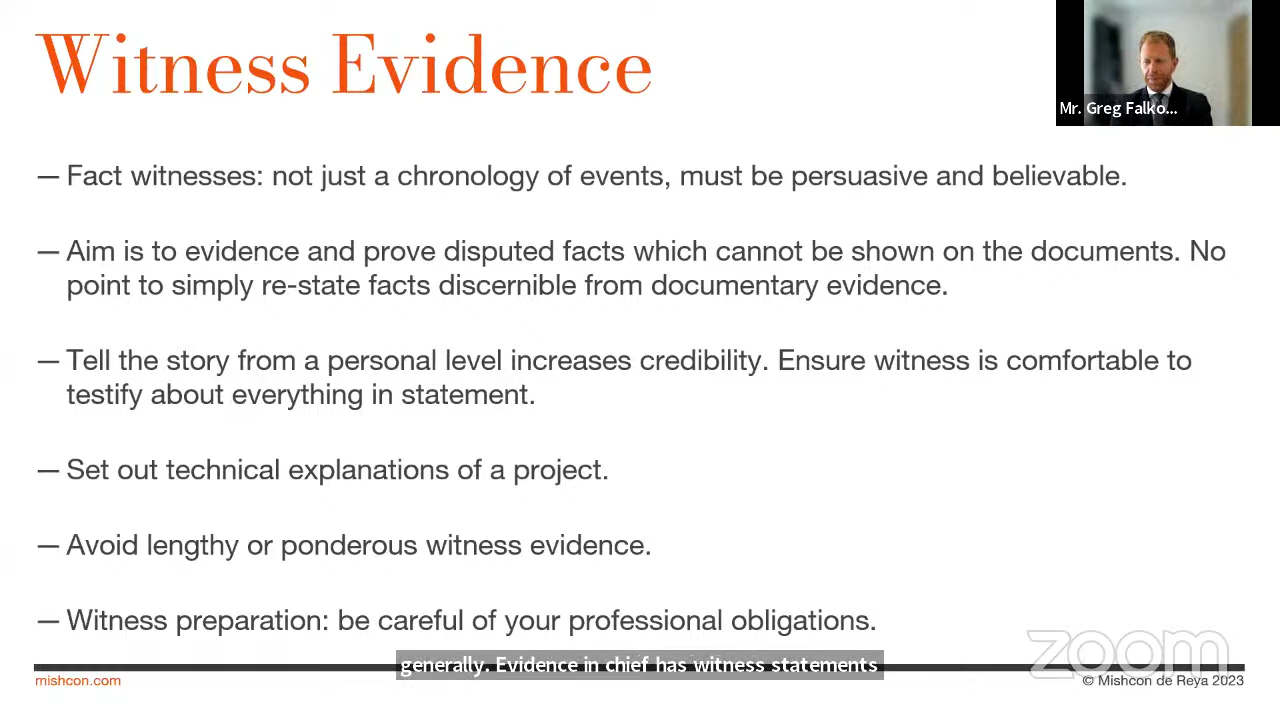 Witness Evidence
Mr. Greg Falko...
— Fact witnesses: not just a chronology of events, must be persuasive and believable.
— Aim is to evidence and prove disputed facts which cannot be shown on the documents. No
point to simply re-state facts discernible from documentary evidence.
— Tell the story from a personal level increases credibility. Ensure witness is comfortable to
testify about everything in statement.
— Set out technical explanations of a project.
— Avoid lengthy or ponderous witness evidence.
— Witness preparation: be careful of your professional obligations.
zoom
generally. Evidence in chief has witness statements
mishcon.com
© Mishcon de Reya 2023